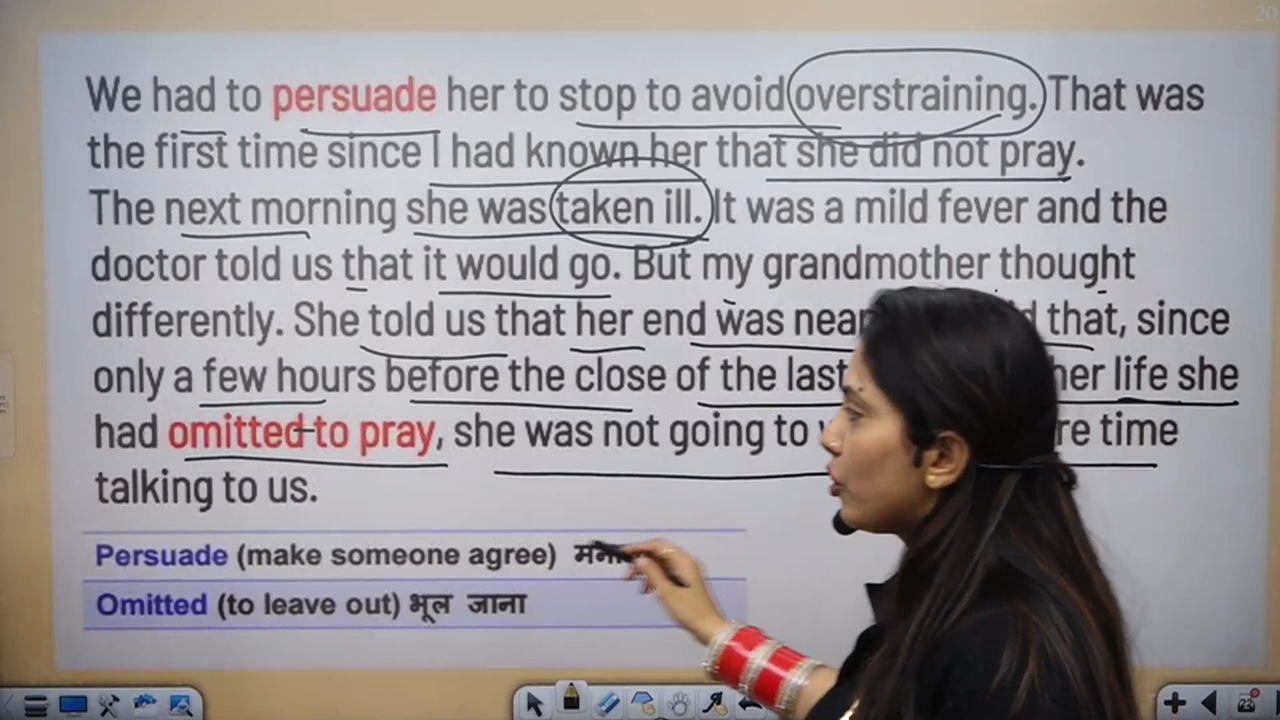 We had to persuade her to stop to avoid overstraining. That was
the first time since I had known her that she did not pray.
The next morning she was taken ill. It was a mild fever and the
doctor told us that it would go. But my grandmother thought
differently. She told us that her end was near that, since
only a few hours before the close of the last her life she
had omitted to pray, she was not going to time
talking to us.
Persuade (make someone agree)
Omitted (to leave out) भूल जाना
20
23